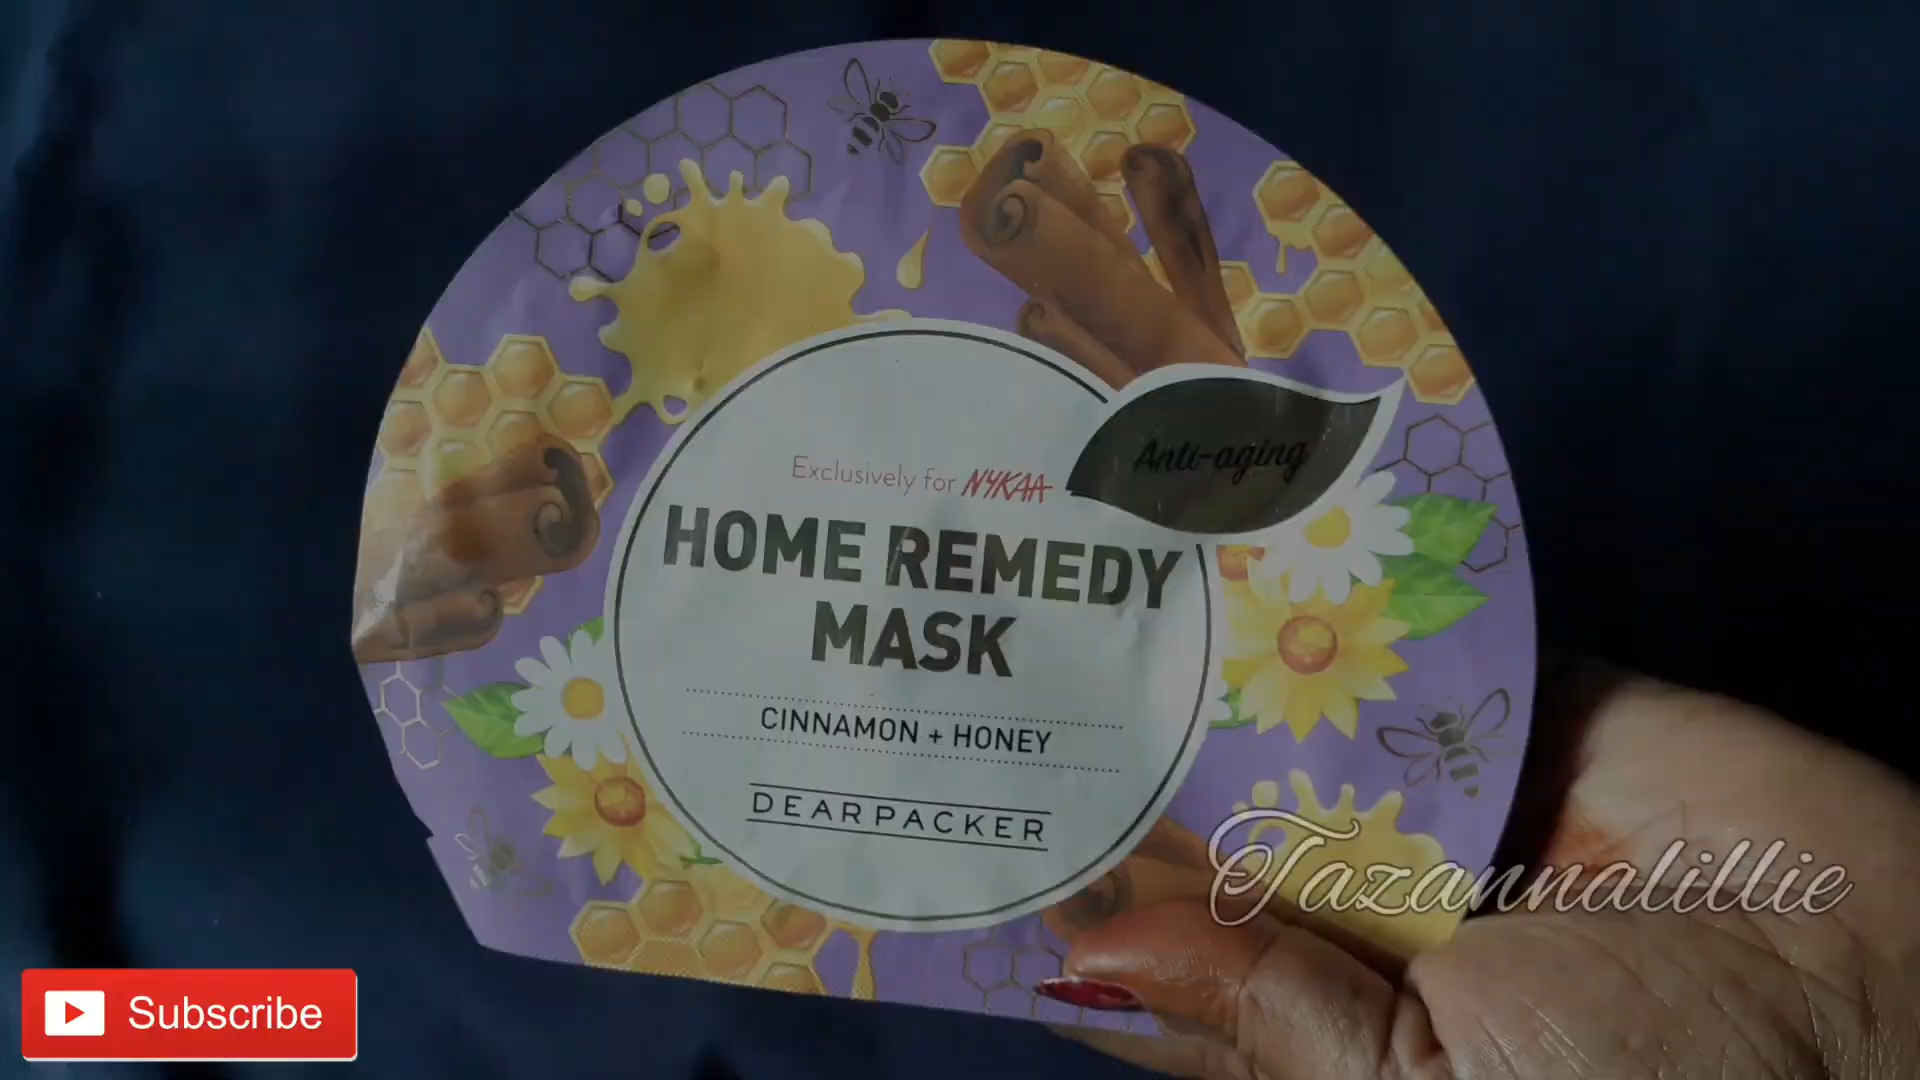 Exclusively for NYKAA
Anti-aging
HOME REMEDY
MASK
CINNAMON + HONEY
DEARPACKER
Tazannalillie
Subscribe